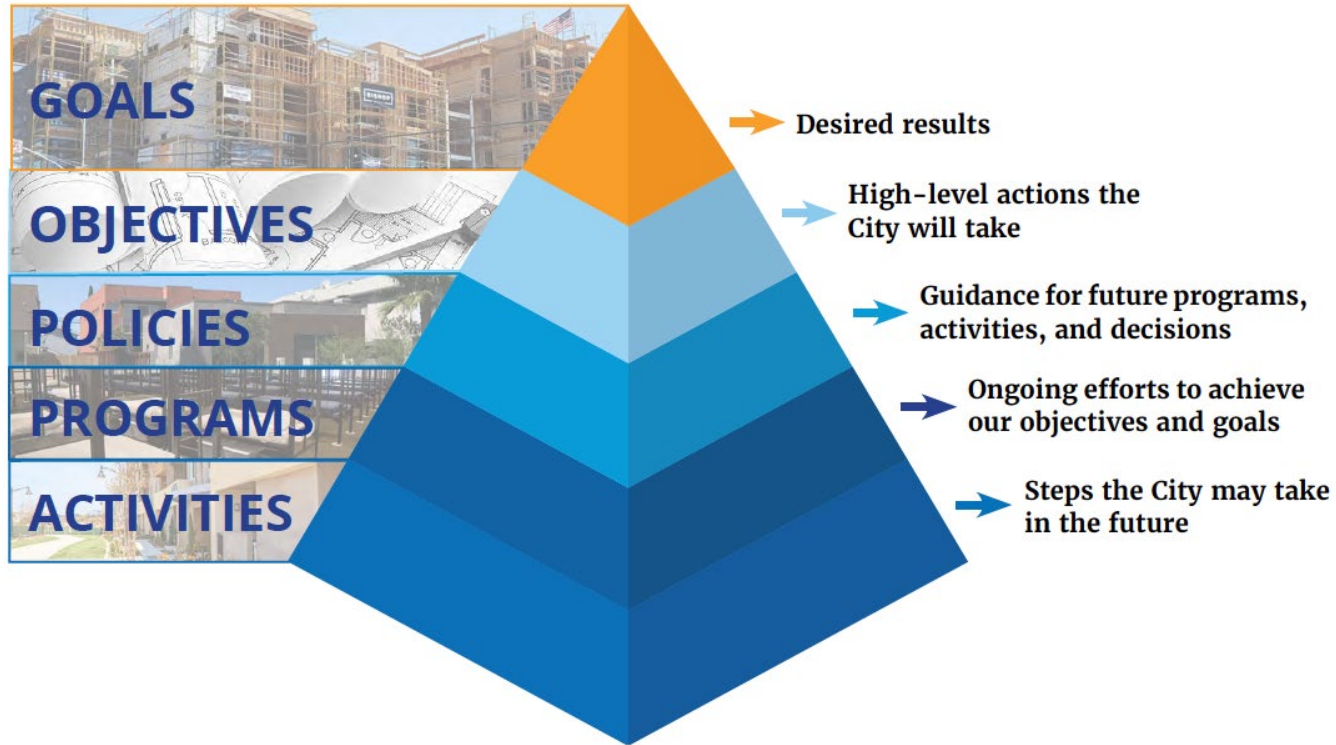 GOALS
Desired results
OBJECTIVES
High-level actions the
City will take
POLICIES
Guidance for future programs,
activities, and decisions
PROGRAMS
Ongoing efforts to achieve
our objectives and goals
ACTIVITIES
Steps the City may take
in the future